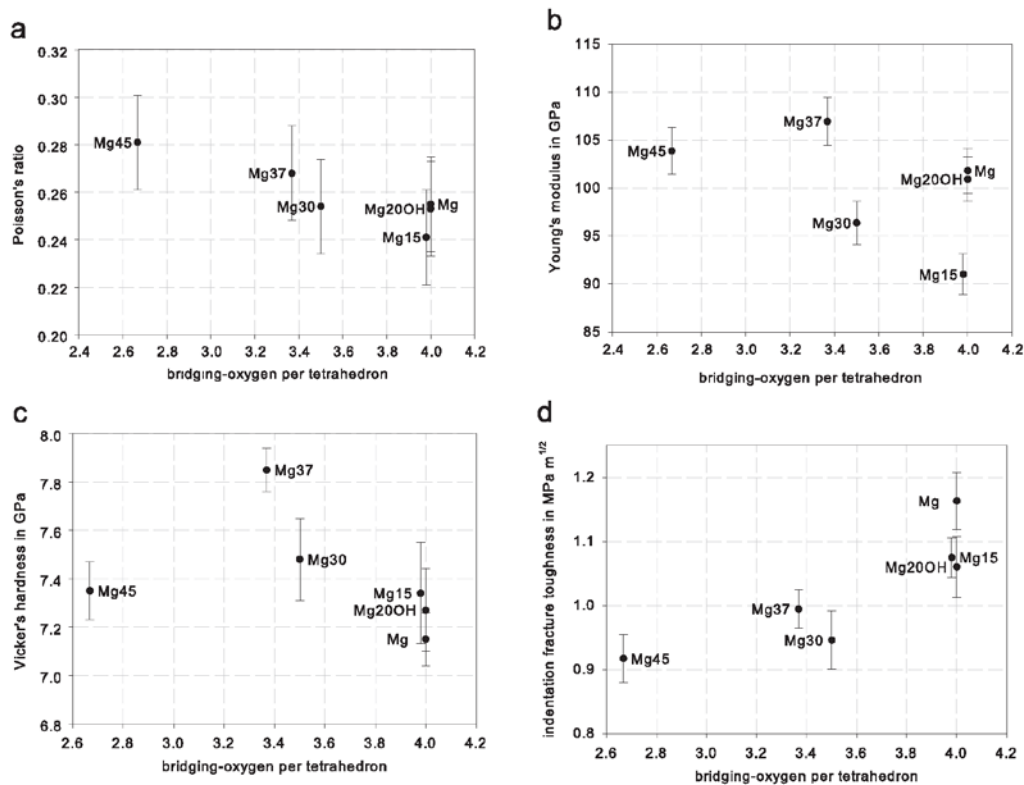 a
0.32
0.30
0.28
0.26
0.24
0.22
0.20
Poisson's ratio
Mg45
Mg37
Mg30
Mg20OH
Mg
Mg15
2.4 2.6 2.8 3.0 3.2 3.4 3.6 3.8 4.0 4.2
bridging-oxygen per tetrahedron
b
115
110
105
100
95
90
85
Young's modulus in GPa
Mg45
Mg37
Mg
Mg20OH
Mg30
Mg15
2.4 2.6 2.8 3.0 3.2 3.4 3.6 3.8 4.0 4.2
bridging-oxygen per tetrahedron
c
8.0
7.8
7.6
7.4
7.2
7.0
6.8
Vicker's hardness in GPa
Mg37
Mg30
Mg45
Mg15
Mg20OH
Mg
2.6 2.8 3.0 3.2 3.4 3.6 3.8 4.0 4.2
bridging-oxygen per tetrahedron
d
1.2
1.1
1.0
0.9
0.8
indentation fracture toughness in MPa m^1/2
Mg
Mg15
Mg20OH
Mg37
Mg30
Mg45
2.6 2.8 3.0 3.2 3.4 3.6 3.8 4.0 4.2
bridging-oxygen per tetrahedron